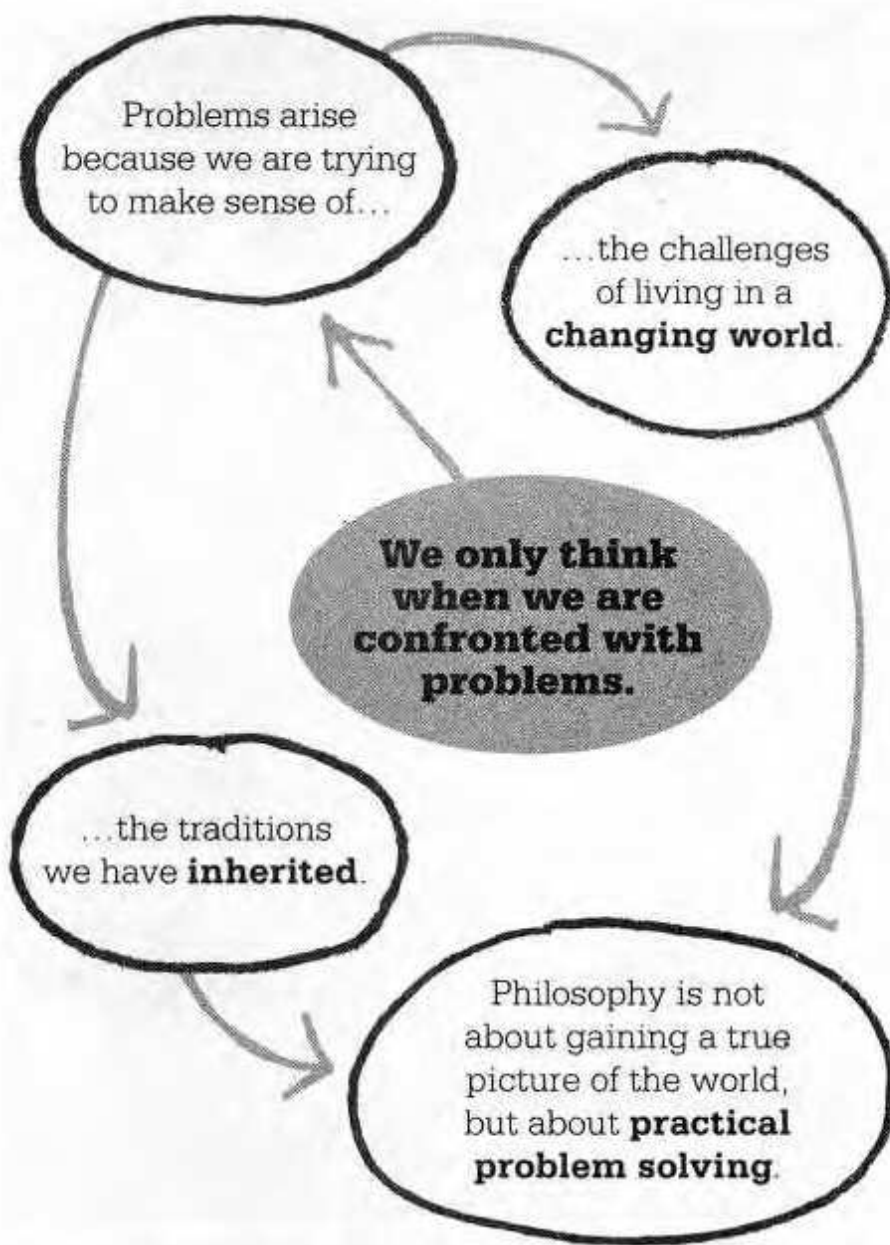 Problems arise
because we are trying
to make sense of...
...the challenges
of living in a
changing world.
We only think
when we are
confronted with
problems.
...the traditions
we have inherited.
Philosophy is not
about gaining a true
picture of the world,
but about practical
problem solving.